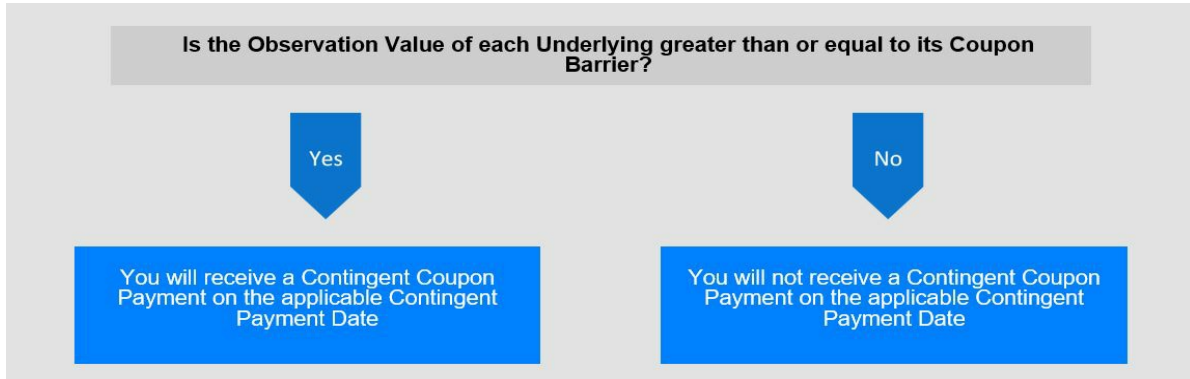 Is the Observation Value of each Underlying greater than or equal to its Coupon
Barrier?
Yes
No
You will receive a Contingent Coupon
Payment on the applicable Contingent
Payment Date
You will not receive a Contingent Coupon
Payment on the applicable Contingent
Payment Date